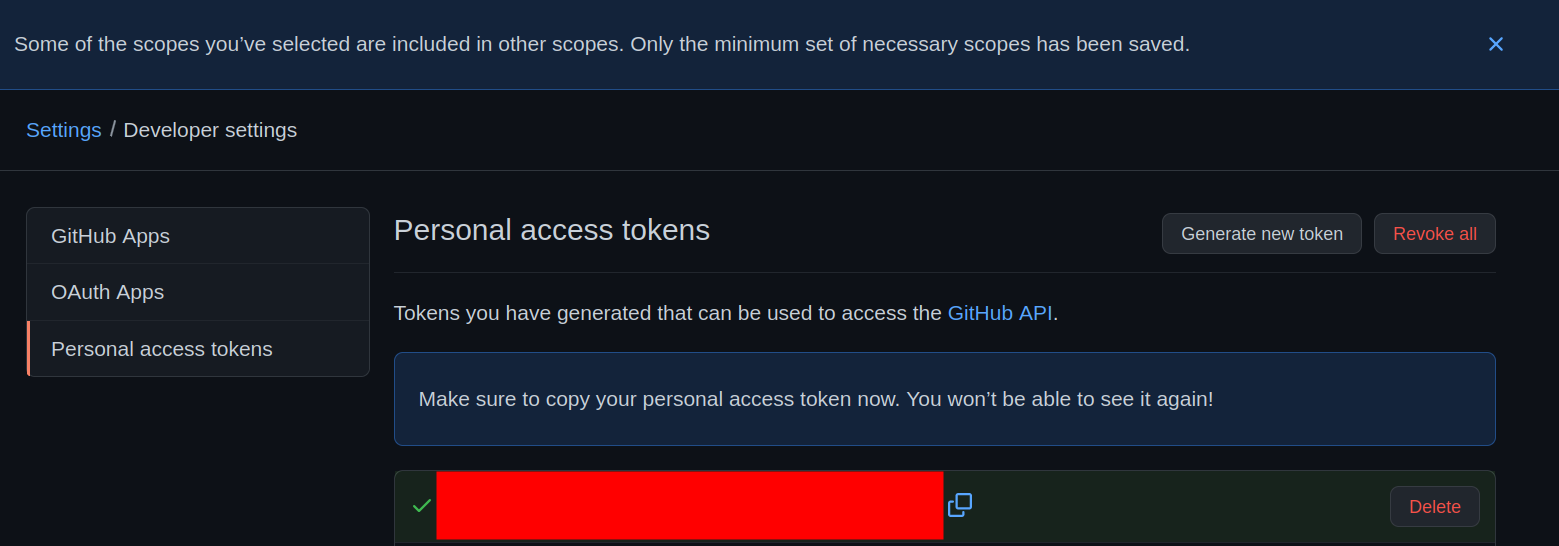 Some of the scopes you’ve selected are included in other scopes. Only the minimum set of necessary scopes has been saved.
Settings / Developer settings
GitHub Apps
OAuth Apps
Personal access tokens
Personal access tokens
Generate new token
Revoke all
Tokens you have generated that can be used to access the GitHub API.
Make sure to copy your personal access token now. You won’t be able to see it again!
Delete